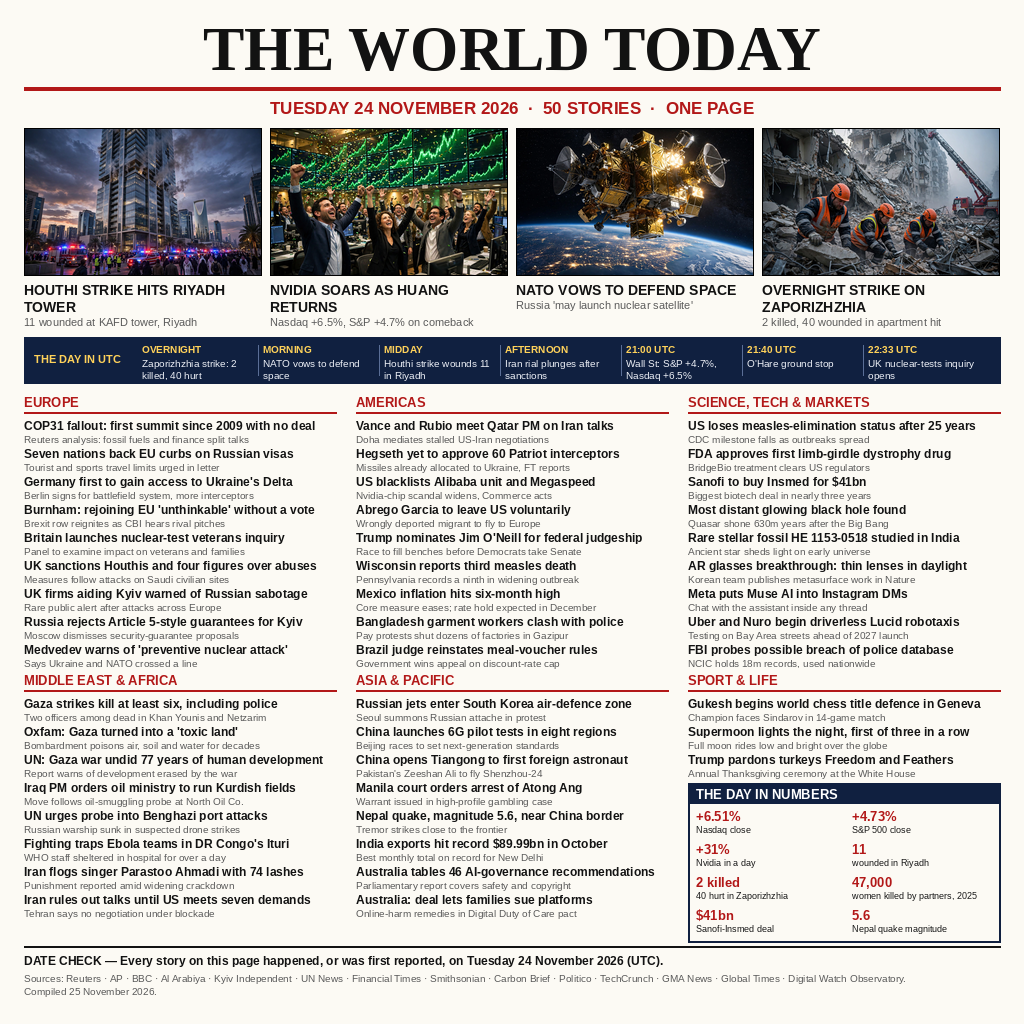 THE WORLD TODAY
TUESDAY 24 NOVEMBER 2026 · 50 STORIES · ONE PAGE
HOUTHI STRIKE HITS RIYADH
TOWER
11 wounded at KAFD tower, Riyadh
NVIDIA SOARS AS HUANG
RETURNS
Nasdaq +6.5%, S&P +4.7% on comeback
NATO VOWS TO DEFEND SPACE
Russia 'may launch nuclear satellite'
OVERNIGHT STRIKE ON
ZAPORIZHZHIA
2 killed, 40 wounded in apartment hit
THE DAY IN UTC
OVERNIGHT
Zaporizhzhia strike: 2
killed, 40 hurt
MORNING
NATO vows to defend
space
MIDDAY
Houthi strike wounds 11
in Riyadh
AFTERNOON
Iran rial plunges after
sanctions
21:00 UTC
Wall St: S&P +4.7%,
Nasdaq +6.5%
21:40 UTC
O'Hare ground stop
22:33 UTC
UK nuclear-tests inquiry
opens
EUROPE
COP31 fallout: first summit since 2009 with no deal
Reuters analysis: fossil fuels and finance split talks
Seven nations back EU curbs on Russian visas
Tourist and sports travel limits urged in letter
Germany first to gain access to Ukraine's Delta
Berlin signs for battlefield system, more interceptors
Burnham: rejoining EU 'unthinkable' without a vote
Brexit row reignites as CBI hears rival pitches
Britain launches nuclear-test veterans inquiry
Panel to examine impact on veterans and families
UK sanctions Houthis and four figures over abuses
Measures follow attacks on Saudi civilian sites
UK firms aiding Kyiv warned of Russian sabotage
Rare public alert after attacks across Europe
Russia rejects Article 5-style guarantees for Kyiv
Moscow dismisses security-guarantee proposals
Medvedev warns of 'preventive nuclear attack'
Says Ukraine and NATO crossed a line
AMERICAS
Vance and Rubio meet Qatar PM on Iran talks
Doha mediates stalled US-Iran negotiations
Hegseth yet to approve 60 Patriot interceptors
Missiles already allocated to Ukraine, FT reports
US blacklists Alibaba unit and Megaspeed
Nvidia-chip scandal widens, Commerce acts
Abrego Garcia to leave US voluntarily
Wrongly deported migrant to fly to Europe
Trump nominates Jim O'Neill for federal judgeship
Race to fill benches before Democrats take Senate
Wisconsin reports third measles death
Pennsylvania records a ninth in widening outbreak
Mexico inflation hits six-month high
Core measure eases; rate hold expected in December
Bangladesh garment workers clash with police
Pay protests shut dozens of factories in Gazipur
Brazil judge reinstates meal-voucher rules
Government wins appeal on discount-rate cap
SCIENCE, TECH & MARKETS
US loses measles-elimination status after 25 years
CDC milestone falls as outbreaks spread
FDA approves first limb-girdle dystrophy drug
BridgeBio treatment clears US regulators
Sanofi to buy Insmed for $41bn
Biggest biotech deal in nearly three years
Most distant glowing black hole found
Quasar shone 630m years after the Big Bang
Rare stellar fossil HE 1153-0518 studied in India
Ancient star sheds light on early universe
AR glasses breakthrough: thin lenses in daylight
Korean team publishes metasurface work in Nature
Meta puts Muse AI into Instagram DMs
Chat with the assistant inside any thread
Uber and Nuro begin driverless Lucid robotaxis
Testing on Bay Area streets ahead of 2027 launch
FBI probes possible breach of police database
NCIC holds 18m records, used nationwide
MIDDLE EAST & AFRICA
Gaza strikes kill at least six, including police
Two officers among dead in Khan Younis and Netzarim
Oxfam: Gaza turned into a 'toxic land'
Bombardment poisons air, soil and water for decades
UN: Gaza war undid 77 years of human development
Report warns of development erased by the war
Iraq PM orders oil ministry to run Kurdish fields
Move follows oil-smuggling probe at North Oil Co.
UN urges probe into Benghazi port attacks
Russian warship sunk in suspected drone strikes
Fighting traps Ebola teams in DR Congo's Ituri
WHO staff sheltered in hospital for over a day
Iran flogs singer Parastoo Ahmadi with 74 lashes
Punishment reported amid widening crackdown
Iran rules out talks until US meets seven demands
Tehran says no negotiation under blockade
ASIA & PACIFIC
Russian jets enter South Korea air-defence zone
Seoul summons Russian attache in protest
China launches 6G pilot tests in eight regions
Beijing races to set next-generation standards
China opens Tiangong to first foreign astronaut
Pakistan's Zeeshan Ali to fly Shenzhou-24
Manila court orders arrest of Atong Ang
Warrant issued in high-profile gambling case
Nepal quake, magnitude 5.6, near China border
Tremor strikes close to the frontier
India exports hit record $89.99bn in October
Best monthly total on record for New Delhi
Australia tables 46 AI-governance recommendations
Parliamentary report covers safety and copyright
Australia: deal lets families sue platforms
Online-harm remedies in Digital Duty of Care pact
SPORT & LIFE
Gukesh begins world chess title defence in Geneva
Champion faces Sindarov in 14-game match
Supermoon lights the night, first of three in a row
Full moon rides low and bright over the globe
Trump pardons turkeys Freedom and Feathers
Annual Thanksgiving ceremony at the White House
THE DAY IN NUMBERS
+6.51%
Nasdaq close
+4.73%
S&P 500 close
+31%
Nvidia in a day
11
wounded in Riyadh
2 killed
40 hurt in Zaporizhzhia
47,000
women killed by partners, 2025
$41bn
Sanofi-Insmed deal
5.6
Nepal quake magnitude
DATE CHECK — Every story on this page happened, or was first reported, on Tuesday 24 November 2026 (UTC).
Sources: Reuters · AP · BBC · Al Arabiya · Kyiv Independent · UN News · Financial Times · Smithsonian · Carbon Brief · Politico · TechCrunch · GMA News · Global Times · Digital Watch Observatory.
Compiled 25 November 2026.